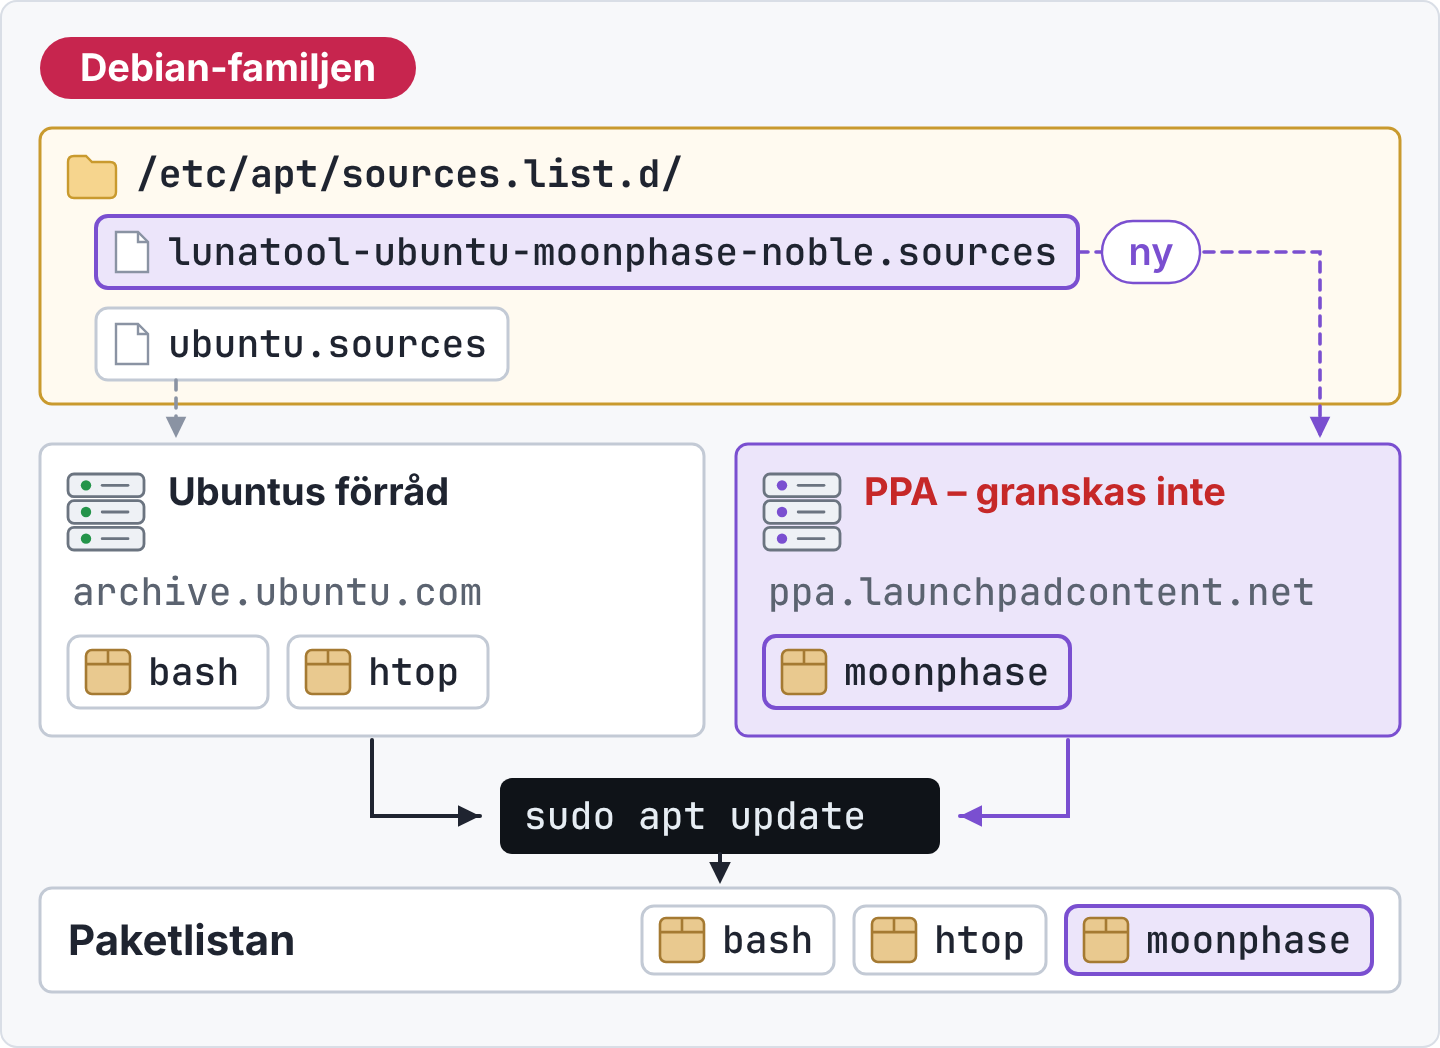 Debian-familjen
/etc/apt/sources.list.d/
lunatool-ubuntu-moonphase-noble.sources
ny
ubuntu.sources
Ubuntus förråd
archive.ubuntu.com
bash
htop
PPA – granskas inte
ppa.launchpadcontent.net
moonphase
sudo apt update
Paketlistan
bash
htop
moonphase